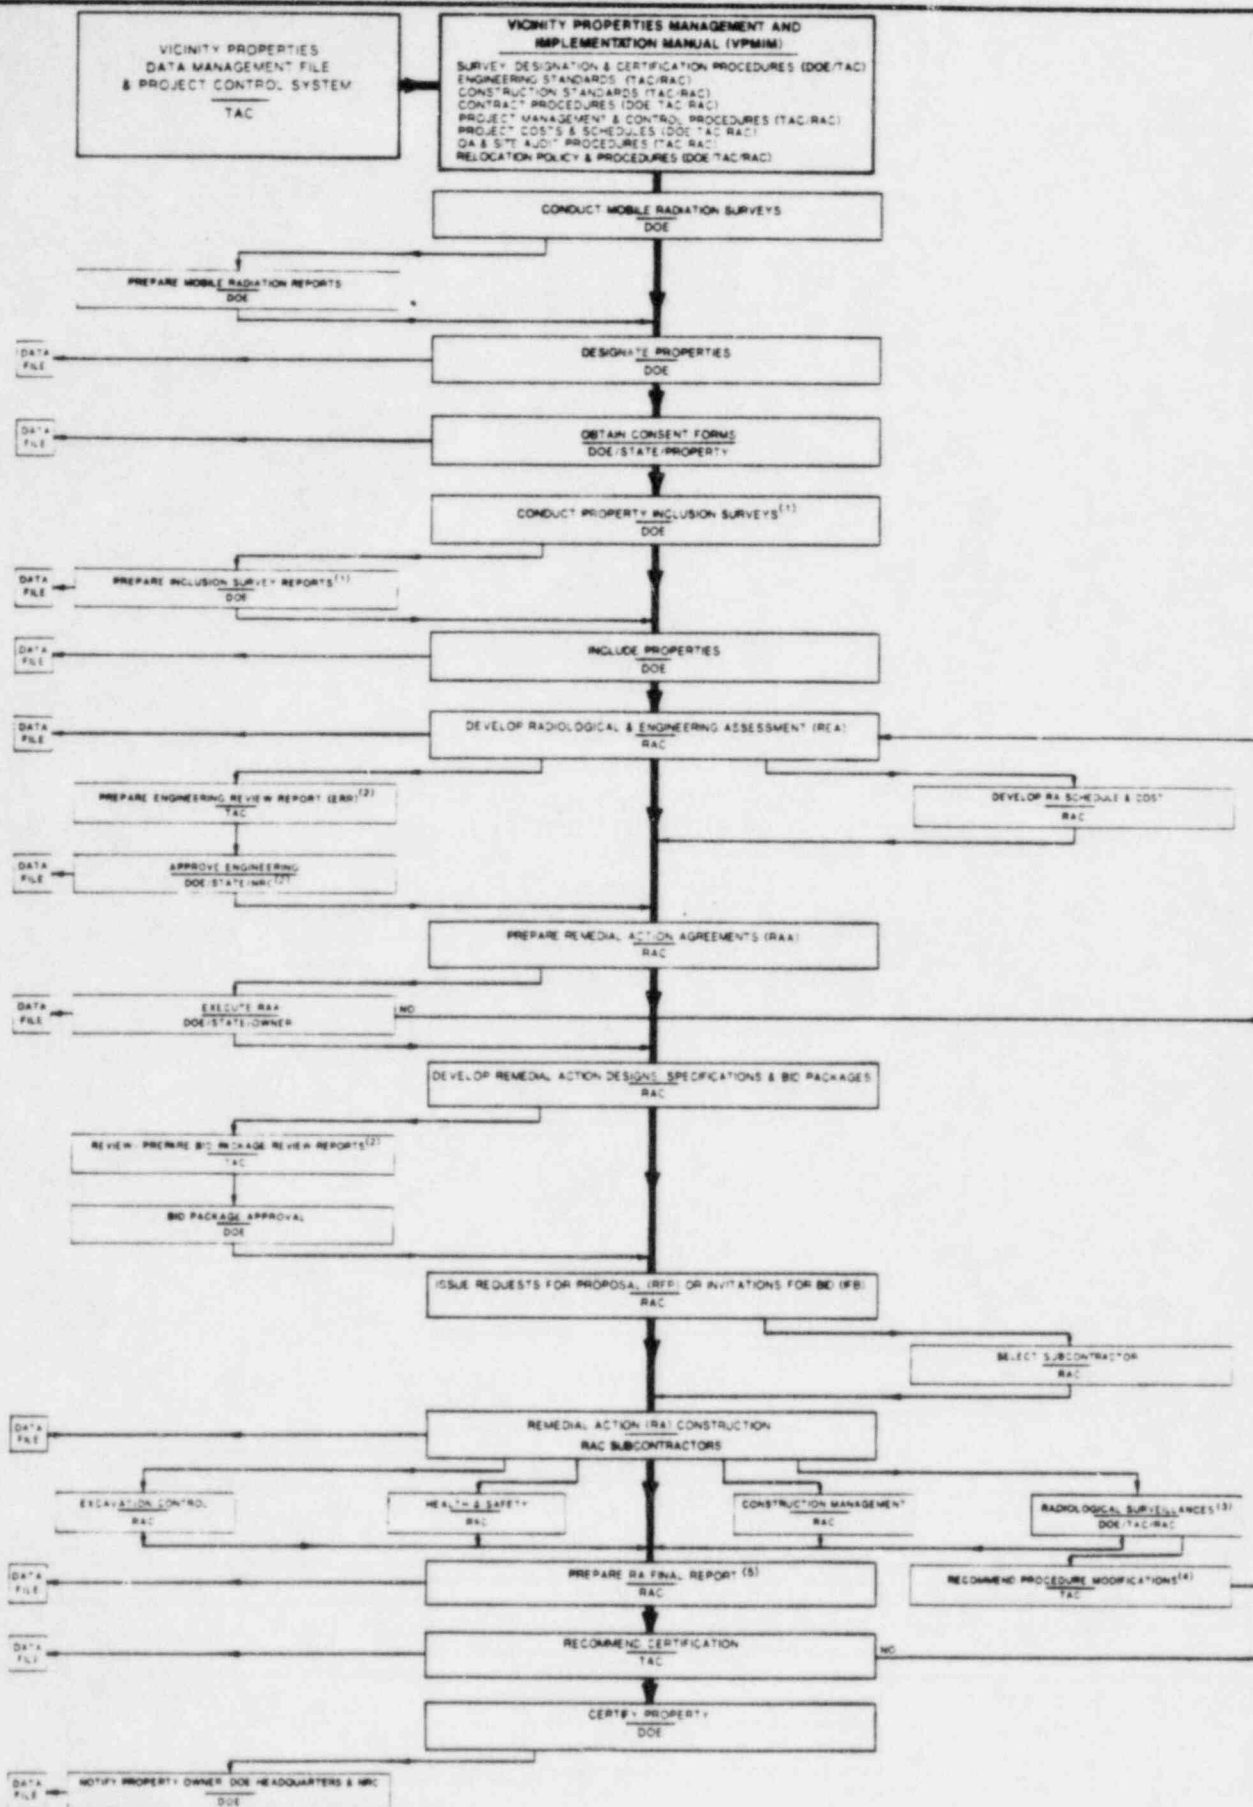 VICINITY PROPERTIES
DATA MANAGEMENT FILE
& PROJECT CONTROL SYSTEM
TAC
VICINITY PROPERTIES MANAGEMENT AND
IMPLEMENTATION MANUAL (VPMIM)
SURVEY DESIGNATION & CERTIFICATION PROCEDURES (DOE/TAC)
ENGINEERING STANDARDS (TAC/RAC)
CONSTRUCTION STANDARDS (TAC/RAC)
CONTRACT PROCEDURES (DOE/TAC/RAC)
PROJECT MANAGEMENT & CONTROL PROCEDURES (TAC/RAC)
PROJECT COSTS & SCHEDULES (DOE/TAC/RAC)
QA & SITE AUDIT PROCEDURES (TAC/RAC)
RELOCATION POLICY & PROCEDURES (DOE/TAC/RAC)
CONDUCT MOBILE RADIATION SURVEYS
DOE
PREPARE MOBILE RADIATION REPORTS
DOE
DATA
FILE
DESIGNATE PROPERTIES
DOE
DATA
FILE
OBTAIN CONSENT FORMS
DOE/STATE/PROPERTY
CONDUCT PROPERTY INCLUSION SURVEYS(1)
DOE
DATA
FILE
PREPARE INCLUSION SURVEY REPORTS(1)
DOE
DATA
FILE
INCLUDE PROPERTIES
DOE
DATA
FILE
DEVELOP RADIOLOGICAL & ENGINEERING ASSESSMENT (REA)
RAC
PREPARE ENGINEERING REVIEW REPORT (ERR)(2)
TAC
DEVELOP RA SCHEDULE & COST
RAC
DATA
FILE
APPROVE ENGINEERING
DOE/STATE/NRC(2)
PREPARE REMEDIAL ACTION AGREEMENTS (RAA)
RAC
DATA
FILE
EXECUTE RAA
DOE/STATE/OWNER
NO
DEVELOP REMEDIAL ACTION DESIGNS, SPECIFICATIONS & BID PACKAGES
RAC
REVIEW - PREPARE BID PACKAGE REVIEW REPORTS(2)
TAC
BID PACKAGE APPROVAL
DOE
ISSUE REQUESTS FOR PROPOSAL (RFP) OR INVITATIONS FOR BID (IFB)
RAC
SELECT SUBCONTRACTOR
RAC
DATA
FILE
REMEDIAL ACTION (RA) CONSTRUCTION
RAC SUBCONTRACTORS
EXCAVATION CONTROL
RAC
HEALTH & SAFETY
RAC
CONSTRUCTION MANAGEMENT
RAC
RADIOLOGICAL SURVEILLANCES(3)
DOE/TAC/RAC
DATA
FILE
PREPARE RA FINAL REPORT (5)
RAC
RECOMMEND PROCEDURE MODIFICATIONS(4)
TAC
DATA
FILE
RECOMMEND CERTIFICATION
TAC
NO
CERTIFY PROPERTY
DOE
DATA
FILE
NOTIFY PROPERTY OWNER DOE HEADQUARTERS & NRC
DOE